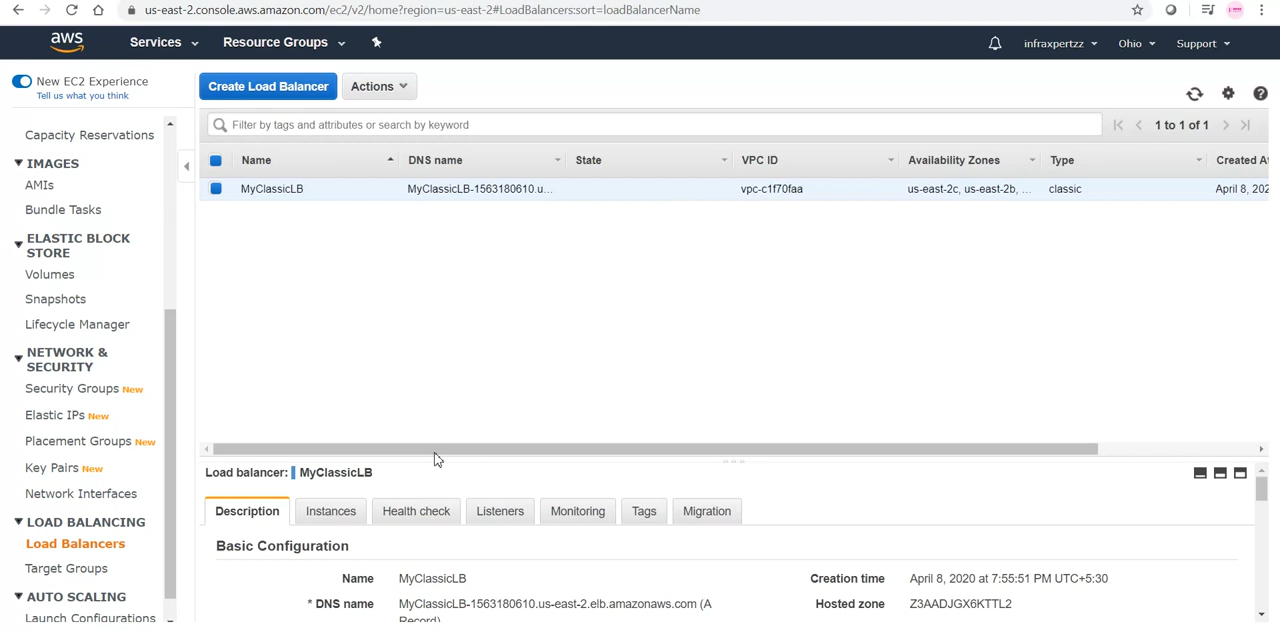 us-east-2.console.aws.amazon.com/ec2/v2/home?region=us-east-2#LoadBalancers:sort=loadBalancerName
aws
Services
Resource Groups
infraxpertzz
Ohio
Support
New EC2 Experience
Tell us what you think
Capacity Reservations
IMAGES
AMIs
Bundle Tasks
ELASTIC BLOCK
STORE
Volumes
Snapshots
Lifecycle Manager
NETWORK &
SECURITY
Security Groups New
Elastic IPs New
Placement Groups New
Key Pairs New
Network Interfaces
LOAD BALANCING
Load Balancers
Target Groups
AUTO SCALING
Launch Configurations
Create Load Balancer
Actions
Filter by tags and attributes or search by keyword
1 to 1 of 1
Name DNS name State VPC ID Availability Zones Type Created At
MyClassicLB MyClassicLB-1563180610.u... vpc-c1f70faa us-east-2c, us-east-2b, ... classic April 8, 202
Load balancer: MyClassicLB
Description Instances Health check Listeners Monitoring Tags Migration
Basic Configuration
Name MyClassicLB Creation time April 8, 2020 at 7:55:51 PM UTC+5:30
* DNS name MyClassicLB-1563180610.us-east-2.elb.amazonaws.com (A Hosted zone Z3AADJGX6KTTL2
Record)